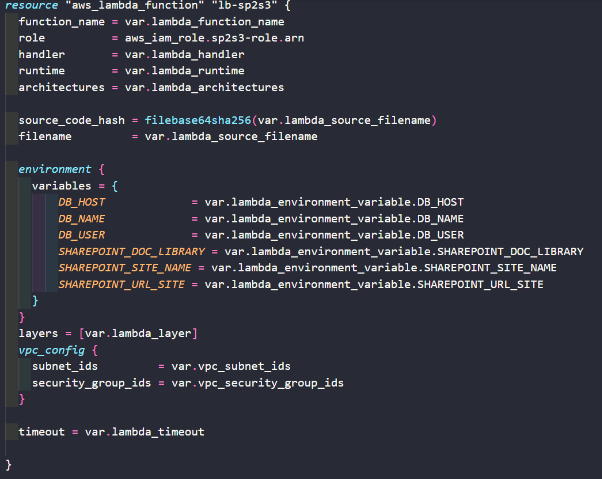 resource "aws_lambda_function" "lb-sp2s3" {
  function_name = var.lambda_function_name
  role          = aws_iam_role.sp2s3-role.arn
  handler       = var.lambda_handler
  runtime       = var.lambda_runtime
  architectures = var.lambda_architectures

  source_code_hash = filebase64sha256(var.lambda_source_filename)
  filename         = var.lambda_source_filename

  environment {
    variables = {
        DB_HOST             = var.lambda_environment_variable.DB_HOST
        DB_NAME             = var.lambda_environment_variable.DB_NAME
        DB_USER             = var.lambda_environment_variable.DB_USER
        SHAREPOINT_DOC_LIBRARY = var.lambda_environment_variable.SHAREPOINT_DOC_LIBRARY
        SHAREPOINT_SITE_NAME = var.lambda_environment_variable.SHAREPOINT_SITE_NAME
        SHAREPOINT_URL_SITE = var.lambda_environment_variable.SHAREPOINT_URL_SITE
    }
  }
  layers = [var.lambda_layer]
  vpc_config {
    subnet_ids         = var.vpc_subnet_ids
    security_group_ids = var.vpc_security_group_ids
  }

  timeout = var.lambda_timeout

}